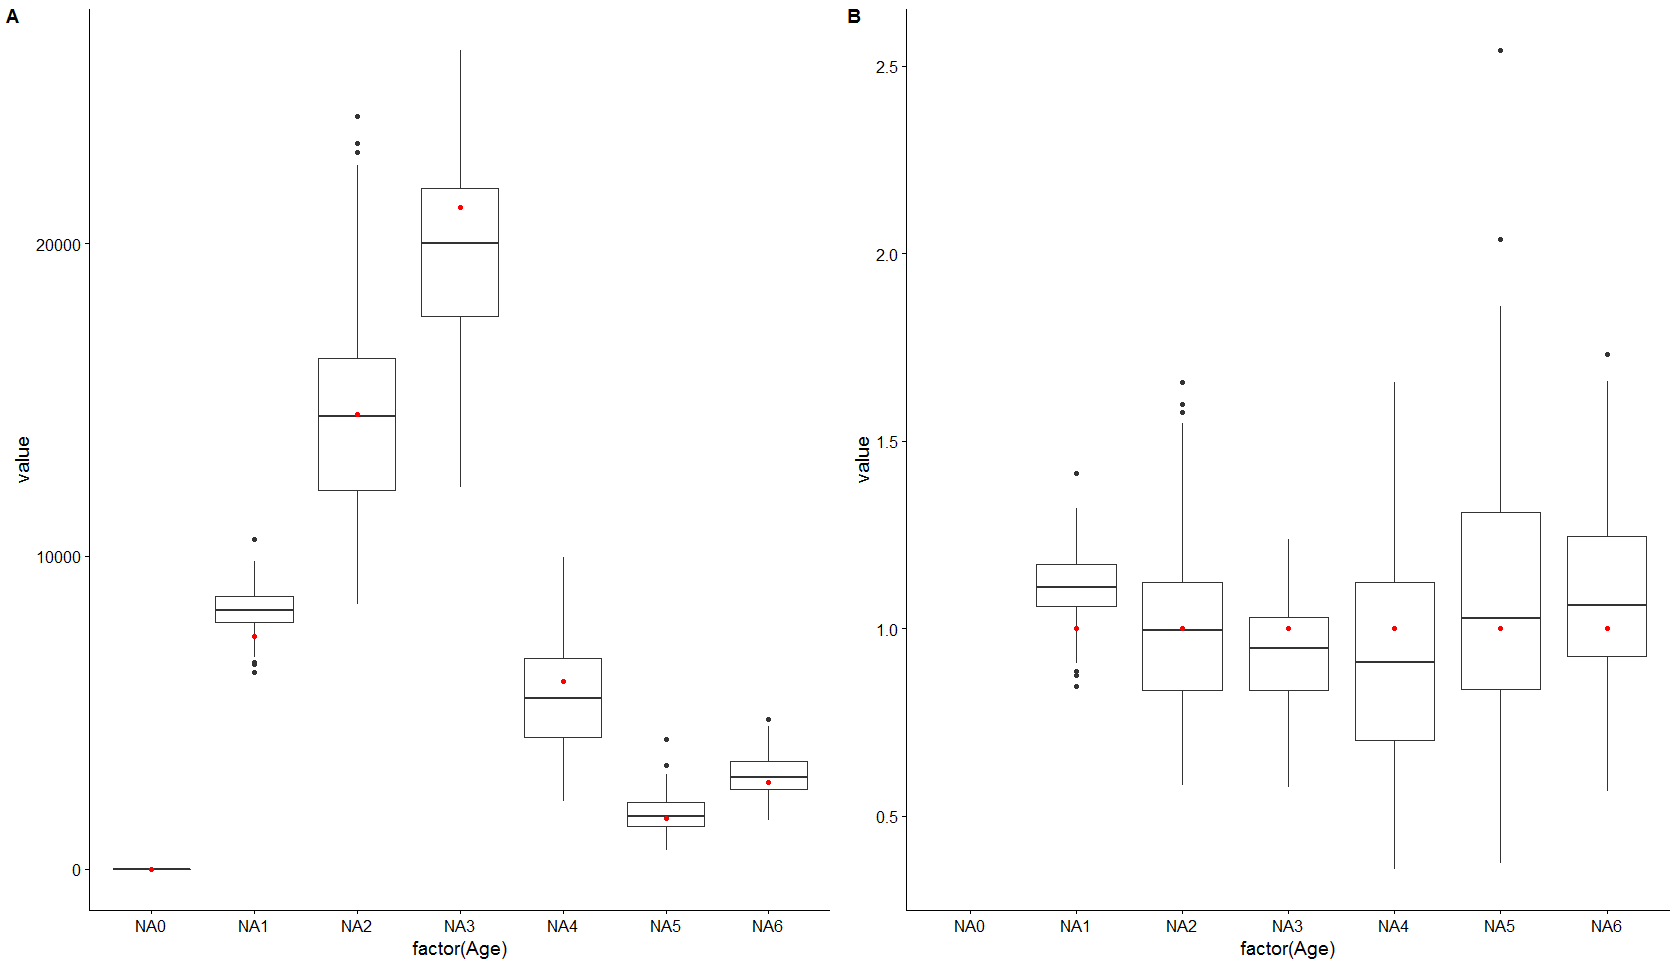 A
value
20000
10000
0
NA0 NA1 NA2 NA3 NA4 NA5 NA6
factor(Age)
B
value
2.5
2.0
1.5
1.0
0.5
NA0 NA1 NA2 NA3 NA4 NA5 NA6
factor(Age)